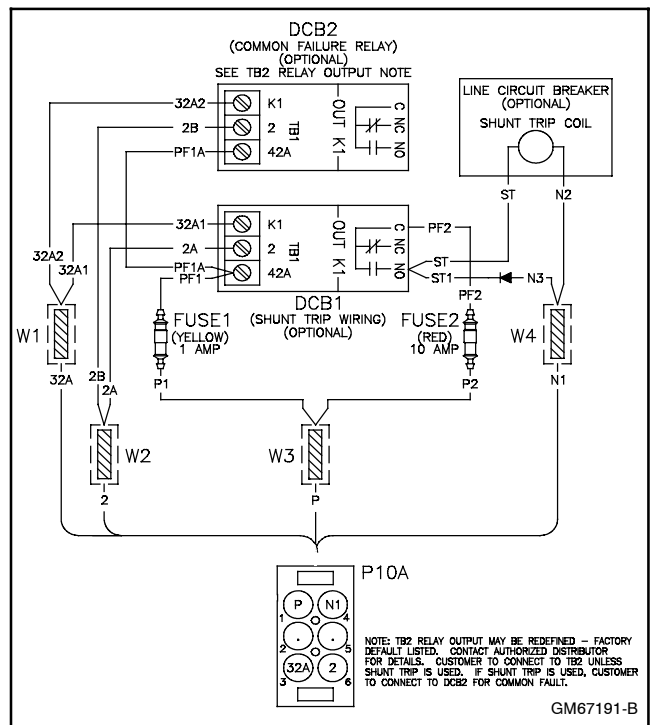 DCB2
(COMMON FAILURE RELAY)
(OPTIONAL)
SEE TB2 RELAY OUTPUT NOTE
32A2
K1
2B
2
PF1A
42A
TB1
OUT K1
C
NC
NO
LINE CIRCUIT BREAKER
(OPTIONAL)
SHUNT TRIP COIL
ST
N2
32A1
K1
2A
2
PF1A
PF1
42A
TB1
OUT K1
C
NC
NO
PF2
ST
ST1
N3
PF2
32A2
32A1
DCB1
(SHUNT TRIP WIRING)
(OPTIONAL)
FUSE1
(YELLOW)
1 AMP
FUSE2
(RED)
10 AMP
W1
W4
32A
2B
2A
P1
P2
N1
W2
W3
2
P
P10A
P
N1
1
4
.
.
2
5
32A
2
3
6
NOTE: TB2 RELAY OUTPUT MAY BE REDEFINED – FACTORY
DEFAULT LISTED. CONTACT AUTHORIZED DISTRIBUTOR
FOR DETAILS. CUSTOMER TO CONNECT TO TB2 UNLESS
SHUNT TRIP IS USED. IF SHUNT TRIP IS USED, CUSTOMER
TO CONNECT TO DCB2 FOR COMMON FAULT.
GM67191-B